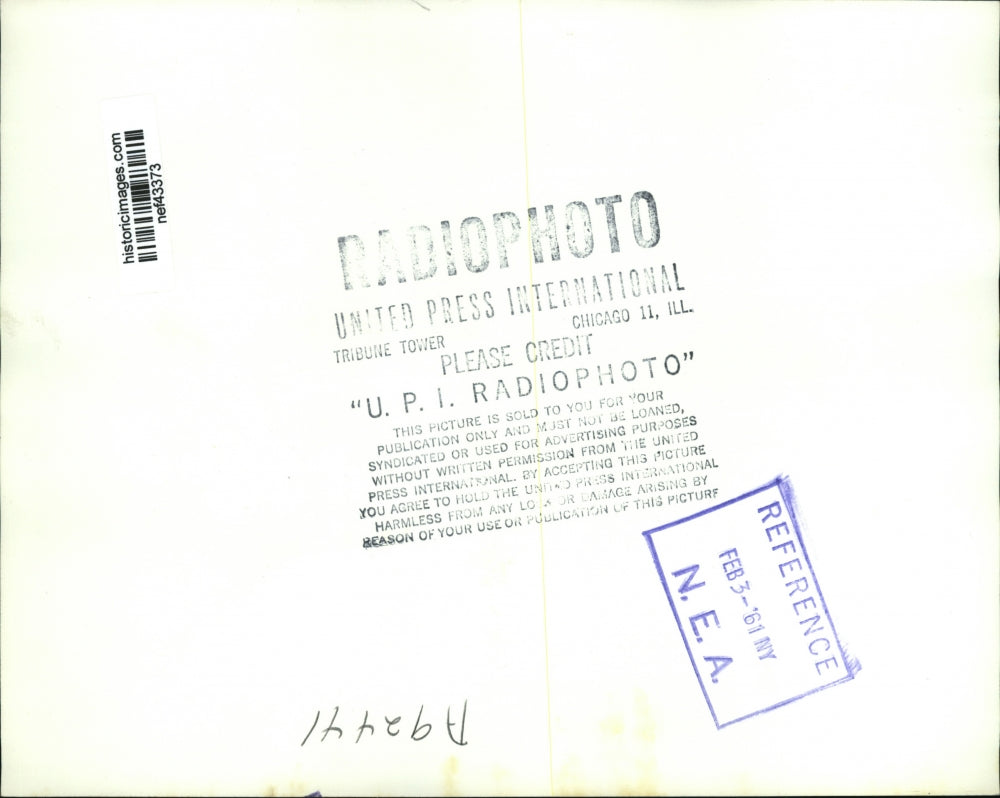 historicimages.com
nef43373
RADIOPHOTO
UNITED PRESS INTERNATIONAL
TRIBUNE TOWER CHICAGO 11, ILL.
PLEASE CREDIT
"U. P. I. RADIOPHOTO"
THIS PICTURE IS SOLD TO YOU FOR YOUR
PUBLICATION ONLY AND MUST NOT BE LOANED,
SYNDICATED OR USED FOR ADVERTISING PURPOSES
WITHOUT WRITTEN PERMISSION FROM THE UNITED
PRESS INTERNATIONAL. BY ACCEPTING THIS PICTURE
YOU AGREE TO HOLD THE UNITED PRESS INTERNATIONAL
HARMLESS FROM ANY LOSS OR DAMAGE ARISING BY
REASON OF YOUR USE OR PUBLICATION OF THIS PICTURE
REFERENCE
FEB 3-'61 NY
N. E. A.